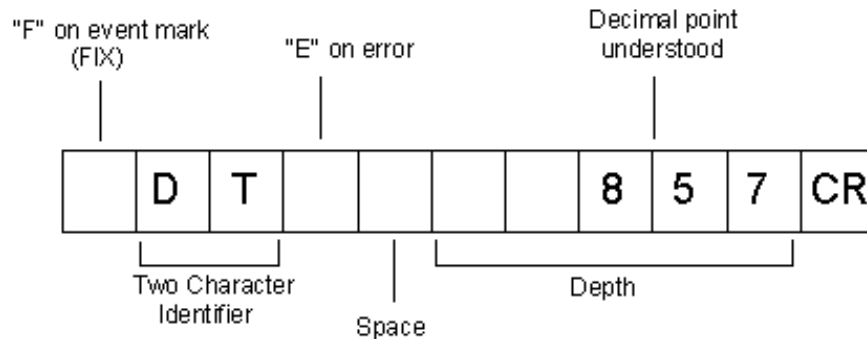 "F" on event mark
(FIX)
"E" on error
Decimal point
understood
D T 8 5 7 CR
Two Character
Identifier
Space
Depth